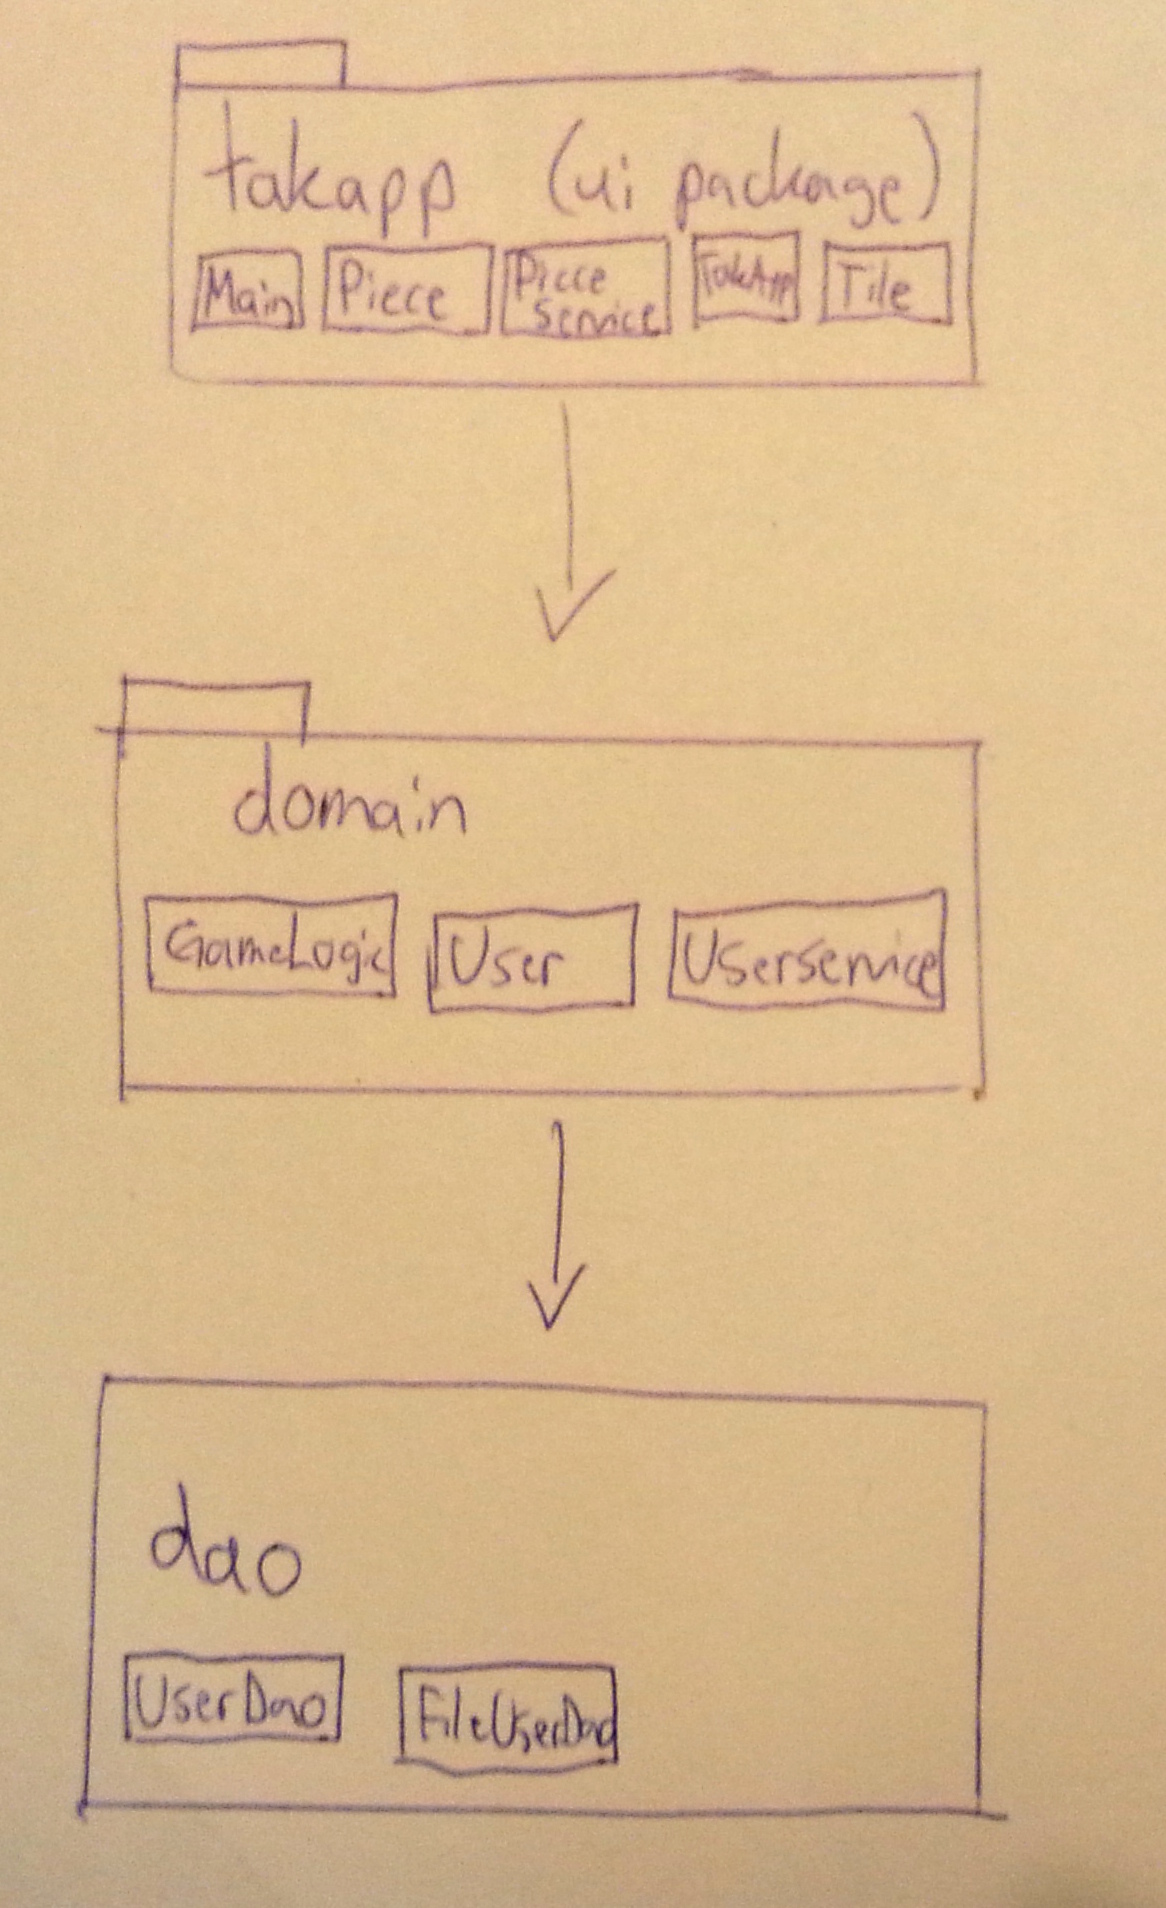 takapp (ui package)
Main Piece Piece Service TakApp Tile
domain
GameLogic User Userservice
dao
UserDao FileUserDao